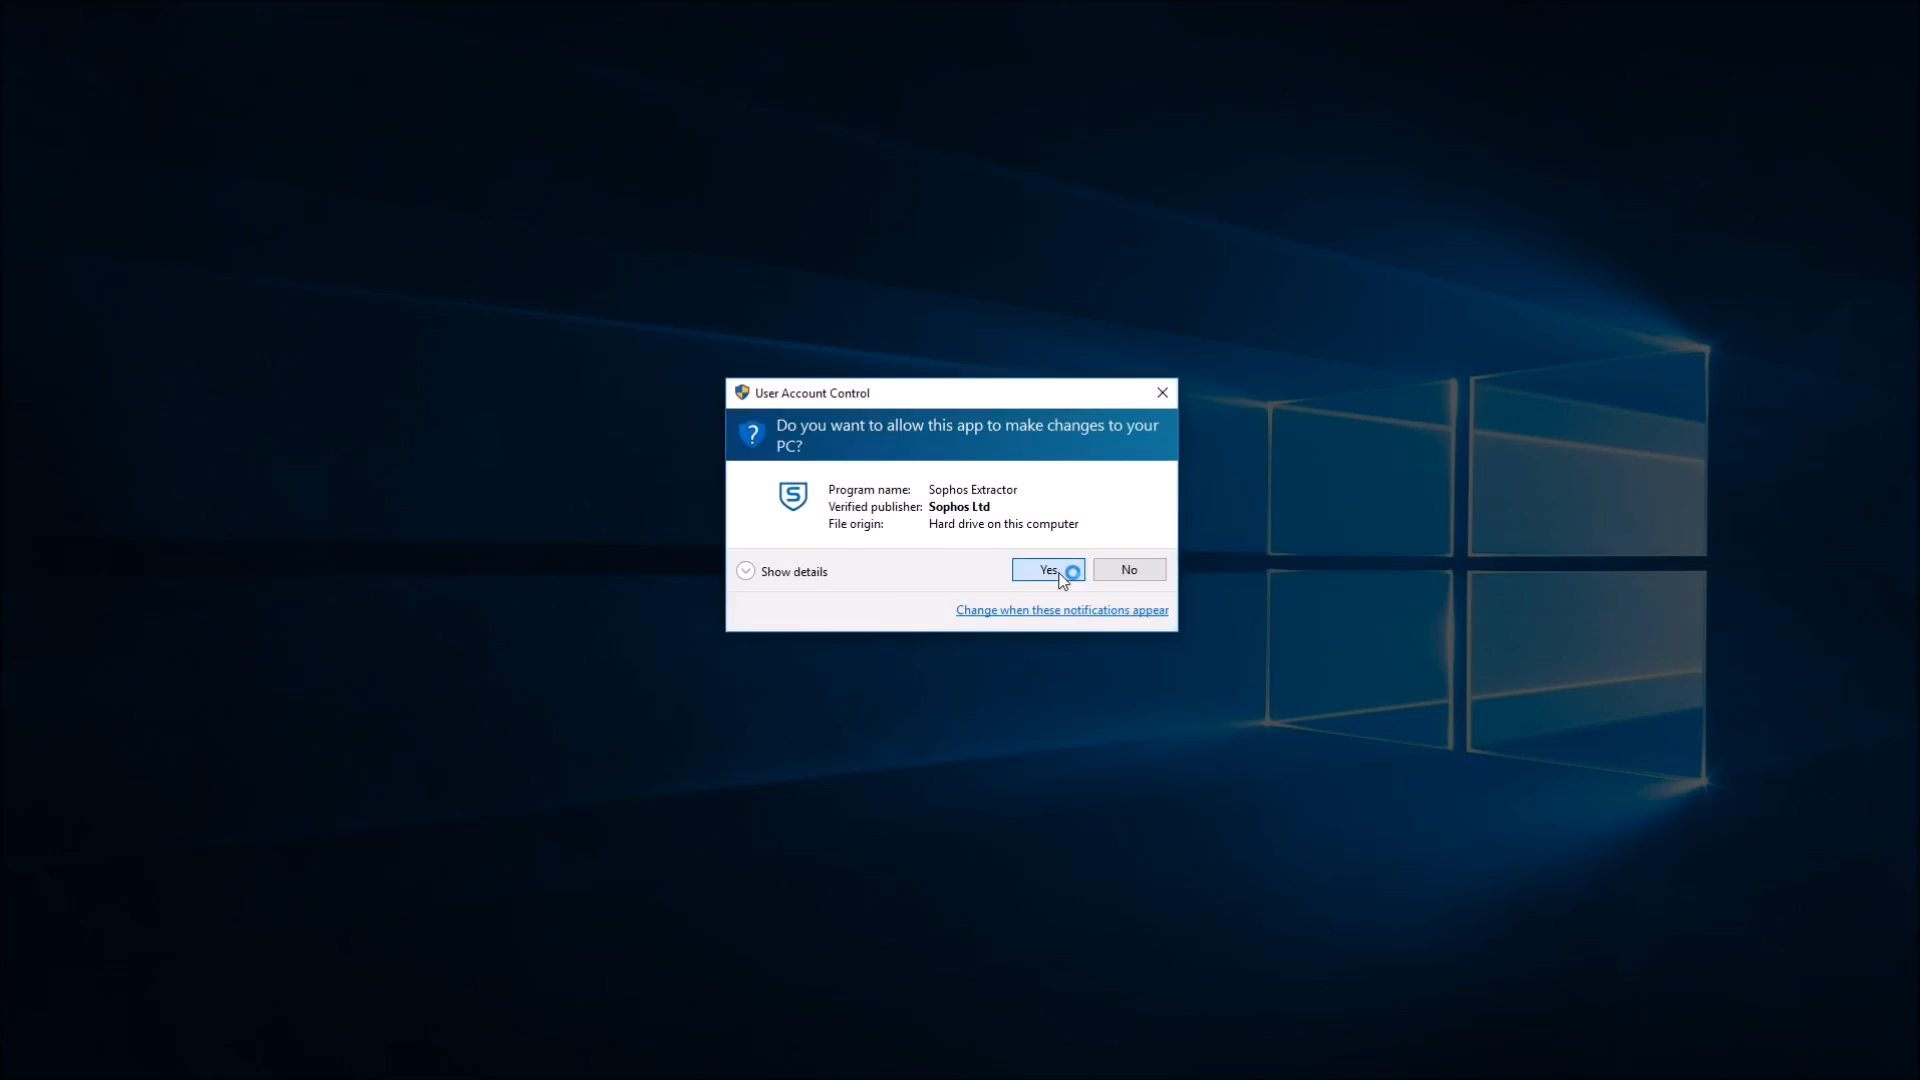 User Account Control
Do you want to allow this app to make changes to your
PC?
Program name: Sophos Extractor
Verified publisher: Sophos Ltd
File origin: Hard drive on this computer
Show details
Yes
No
Change when these notifications appear